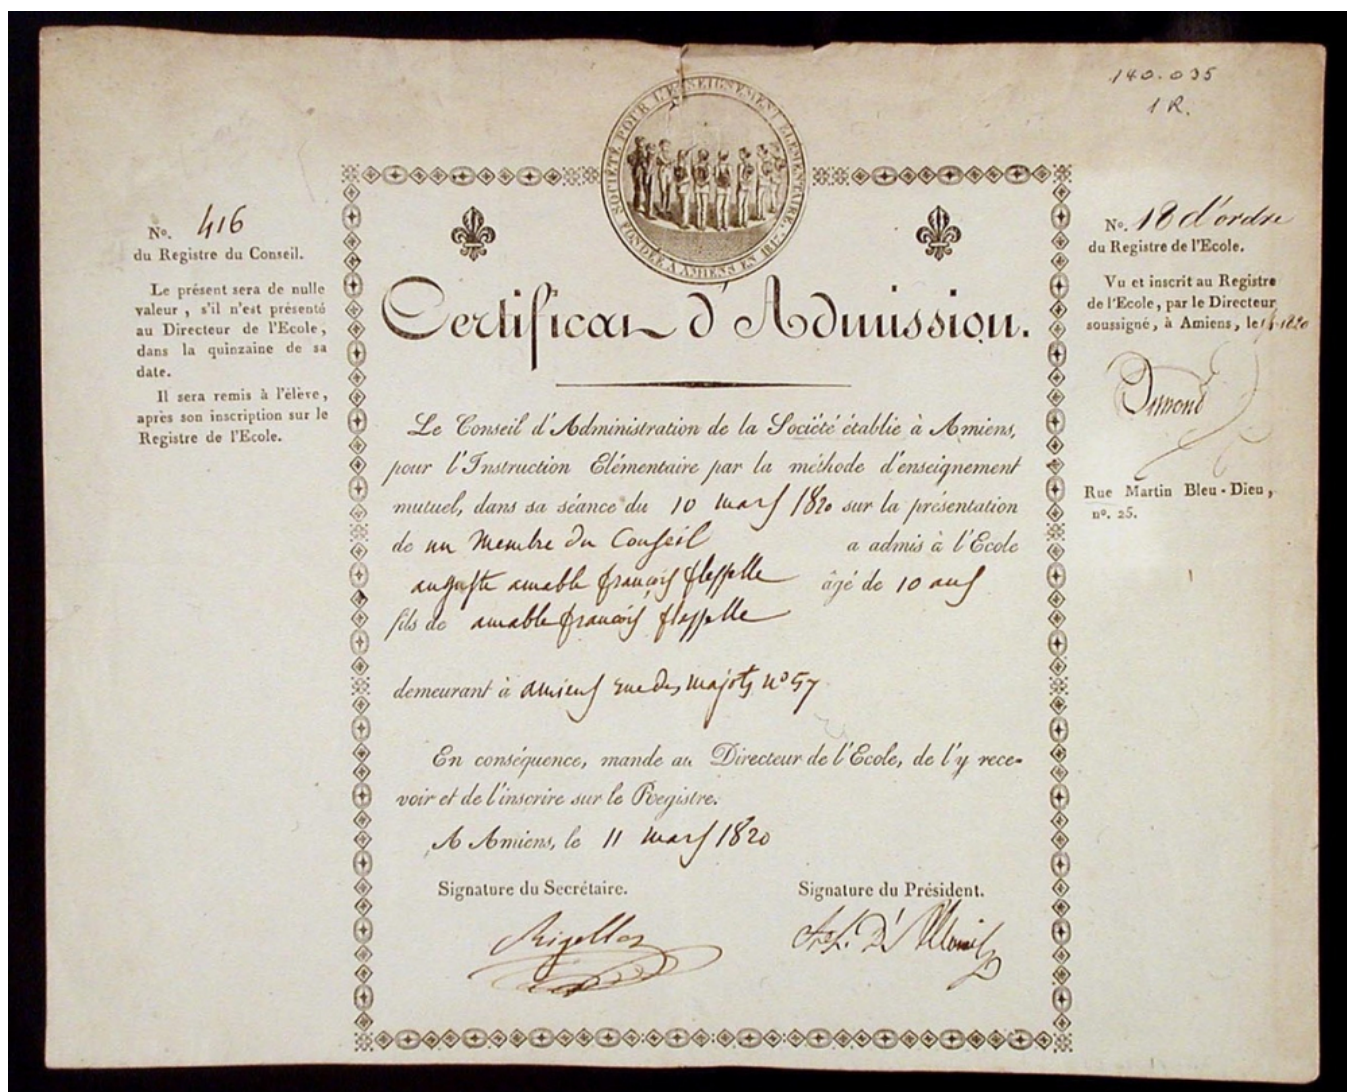 140.035
1 R.
SOCIÉTÉ POUR L'ENSEIGNEMENT ÉLÉMENTAIRE.
FONDÉE A AMIENS EN 1817.
No. 416
du Registre du Conseil.
Le présent sera de nulle
valeur, s'il n'est présenté
au Directeur de l'Ecole,
dans la quinzaine de sa
date.
Il sera remis à l'élève,
après son inscription sur le
Registre de l'Ecole.
Certificat d'Admission.
Le Conseil d'Administration de la Société établie à Amiens,
pour l'Instruction Elémentaire par la méthode d'enseignement
mutuel, dans sa séance du 10 mars 1820 sur la présentation
de un Membre du Conseil a admis à l'Ecole
auguste amable françois flesselle âgé de 10 ans
fils de amable françois flesselle
demeurant à amiens rue des majots n° 57
En conséquence, mande au Directeur de l'Ecole, de l'y rece-
voir et de l'inscrire sur le Registre.
A Amiens, le 11 mars 1820
Signature du Secrétaire.
Signature du Président.
Rigollot
No. 18 d'ordre
du Registre de l'Ecole.
Vu et inscrit au Registre
de l'Ecole, par le Directeur
soussigné, à Amiens, le 1820
Rue Martin Bleu-Dieu,
no. 25.